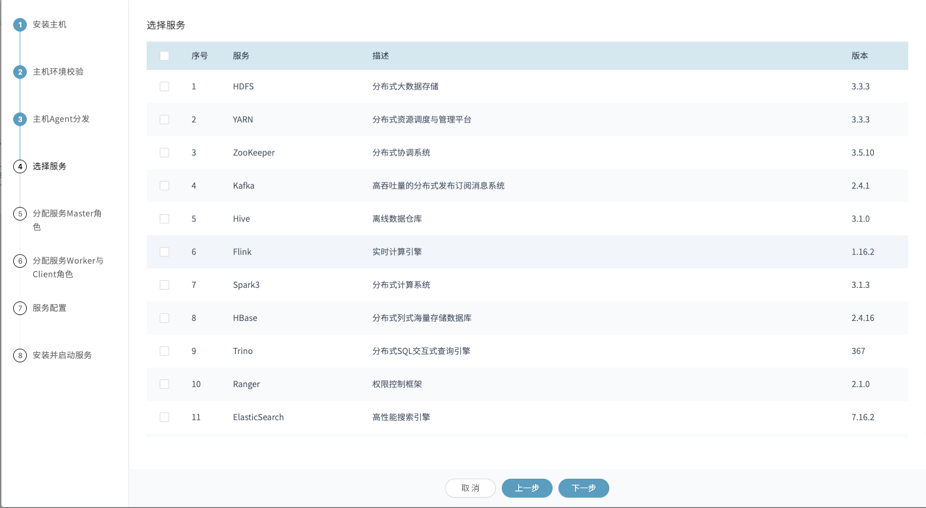 1 安装主机
2 主机环境校验
3 主机Agent分发
4 选择服务
5 分配服务Master角
色
6 分配服务Worker与
Client角色
7 服务配置
8 安装并启动服务
选择服务
序号 服务 描述 版本
1 HDFS 分布式大数据存储 3.3.3
2 YARN 分布式资源调度与管理平台 3.3.3
3 ZooKeeper 分布式协调系统 3.5.10
4 Kafka 高吞吐量的分布式发布订阅消息系统 2.4.1
5 Hive 离线数据仓库 3.1.0
6 Flink 实时计算引擎 1.16.2
7 Spark3 分布式计算系统 3.1.3
8 HBase 分布式列式海量存储数据库 2.4.16
9 Trino 分布式SQL交互式查询引擎 367
10 Ranger 权限控制框架 2.1.0
11 ElasticSearch 高性能搜索引擎 7.16.2
取消 上一步 下一步